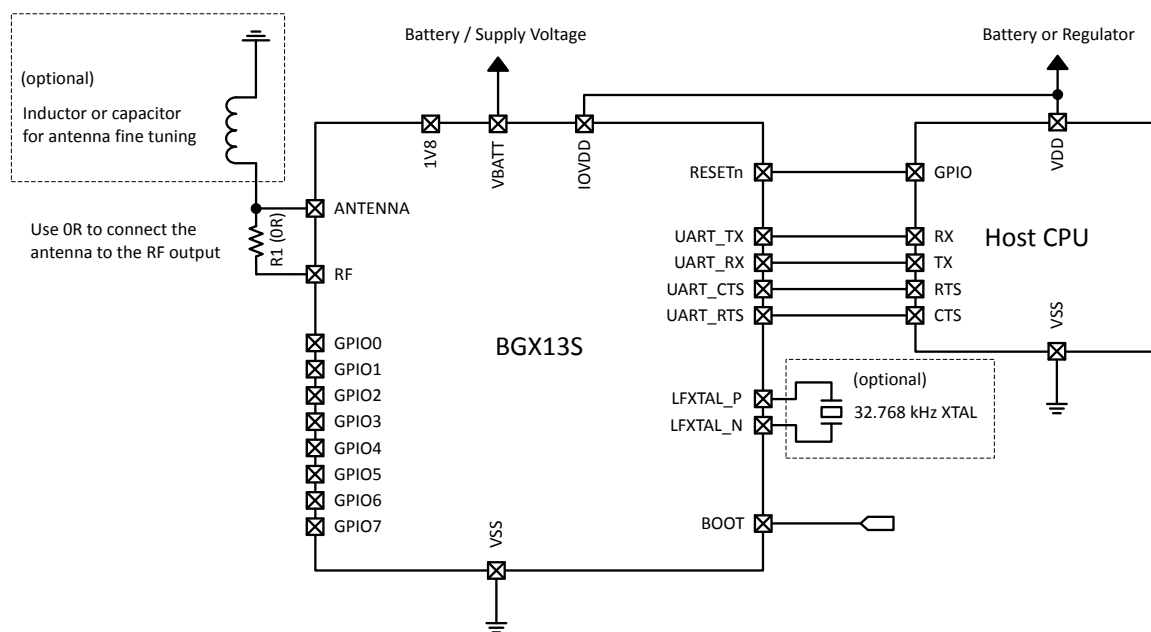 Battery / Supply Voltage
Battery or Regulator
(optional)
Inductor or capacitor
for antenna fine tuning
1V8
VBATT
IOVDD
VDD
RESETn
GPIO
ANTENNA
Use 0R to connect the
antenna to the RF output
R1 (0R)
RF
UART_TX
RX
Host CPU
UART_RX
TX
UART_CTS
RTS
UART_RTS
CTS
VSS
BGX13S
GPIO0
GPIO1
GPIO2
GPIO3
GPIO4
GPIO5
GPIO6
GPIO7
(optional)
LFXTAL_P
32.768 kHz XTAL
LFXTAL_N
BOOT
VSS